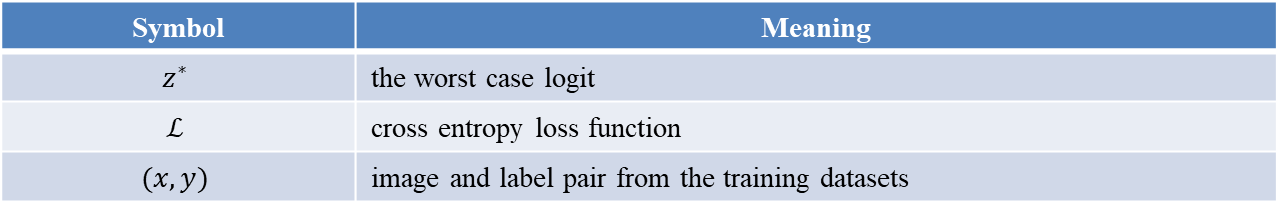 Symbol Meaning
z* the worst case logit
ℒ cross entropy loss function
(x, y) image and label pair from the training datasets